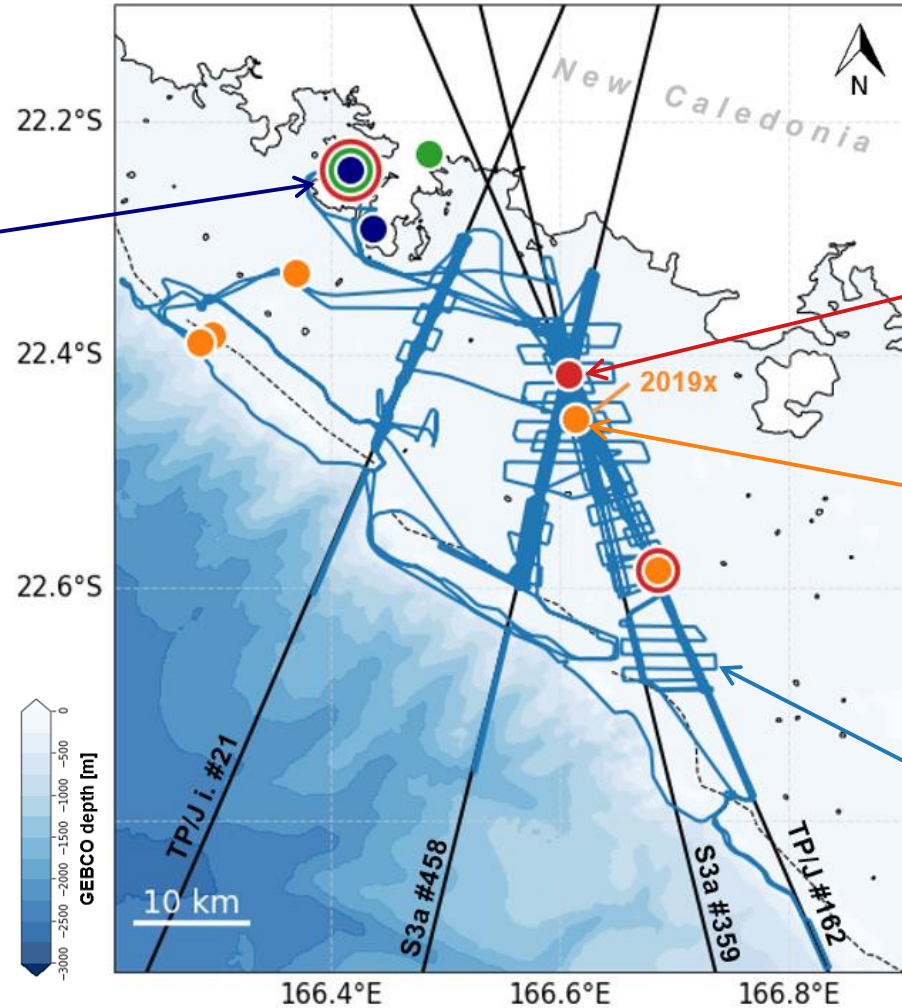 New Caledonia
N
22.2°S
22.4°S
22.6°S
2019x
0
−500
−1000
−1500
−2000
−2500
−3000
GEBCO depth [m]
TP/J i. #21
S3a #458
S3a #359
TP/J #162
10 km
166.4°E
166.6°E
166.8°E